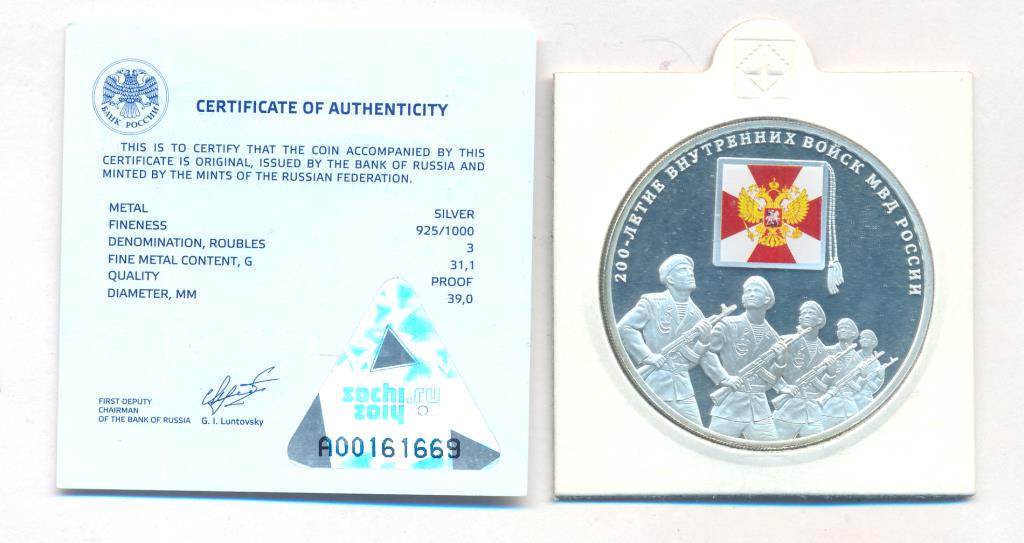 БАНК РОССИИ
CERTIFICATE OF AUTHENTICITY
THIS IS TO CERTIFY THAT THE COIN ACCOMPANIED BY THIS
CERTIFICATE IS ORIGINAL, ISSUED BY THE BANK OF RUSSIA AND
MINTED BY THE MINTS OF THE RUSSIAN FEDERATION.
METAL SILVER
FINENESS 925/1000
DENOMINATION, ROUBLES 3
FINE METAL CONTENT, G 31,1
QUALITY PROOF
DIAMETER, MM 39,0
sochi.ru
2014
A00161669
FIRST DEPUTY
CHAIRMAN
OF THE BANK OF RUSSIA G. I. Luntovsky
200-ЛЕТИЕ ВНУТРЕННИХ ВОЙСК МВД РОССИИ